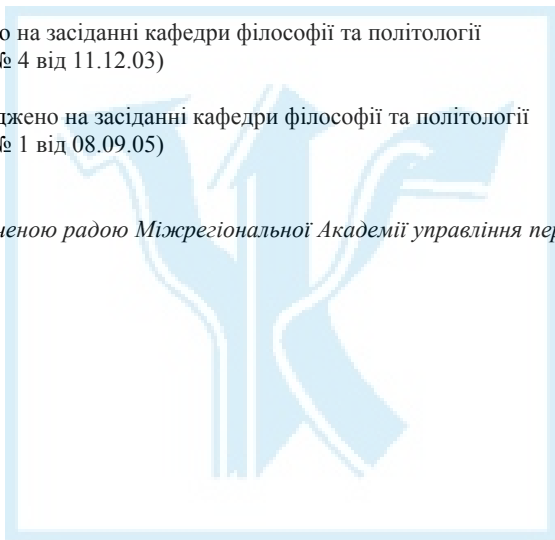 о на засіданні кафедри філософії та політології
№ 4 від 11.12.03)
джено на засіданні кафедри філософії та політології
№ 1 від 08.09.05)
ченою радою Міжрегіональної Академії управління пер